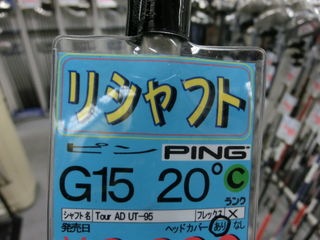 リシャフト
ピン PING
G15 20° C
ランク
シャフト名 Tour AD UT-95 フレックス X
発売日 ヘッドカバー あり なし